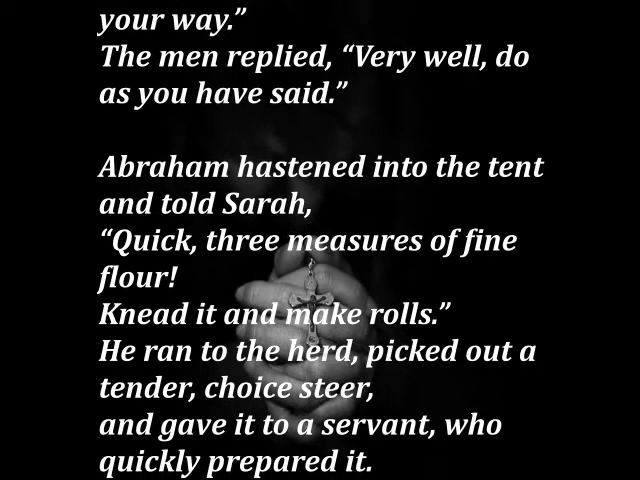 your way.”
The men replied, “Very well, do
as you have said.”
Abraham hastened into the tent
and told Sarah,
“Quick, three measures of fine
flour!
Knead it and make rolls.”
He ran to the herd, picked out a
tender, choice steer,
and gave it to a servant, who
quickly prepared it.